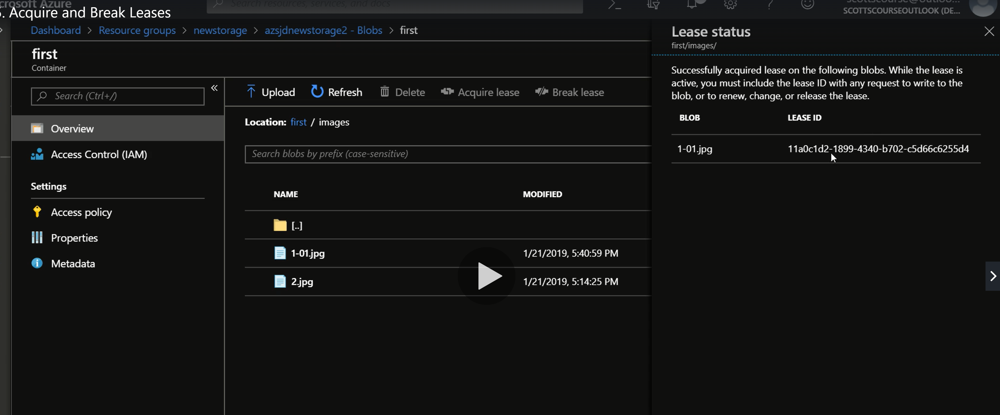 Microsoft Azure
Search resources, services, and docs
. Acquire and Break Leases
SCOTTSCOURSEOUTLOOK (DE...
Dashboard > Resource groups > newstorage > azsjdnewstorage2 - Blobs > first
first
Container
Search (Ctrl+/)
Overview
Access Control (IAM)
Settings
Access policy
Properties
Metadata
Upload Refresh Delete Acquire lease Break lease
Location: first / images
Search blobs by prefix (case-sensitive)
NAME MODIFIED
[..]
1-01.jpg 1/21/2019, 5:40:59 PM
2.jpg 1/21/2019, 5:14:25 PM
Lease status
first/images/
Successfully acquired lease on the following blobs. While the lease is
active, you must include the lease ID with any request to write to the
blob, or to renew, change, or release the lease.
BLOB LEASE ID
1-01.jpg 11a0c1d2-1899-4340-b702-c5d66c6255d4